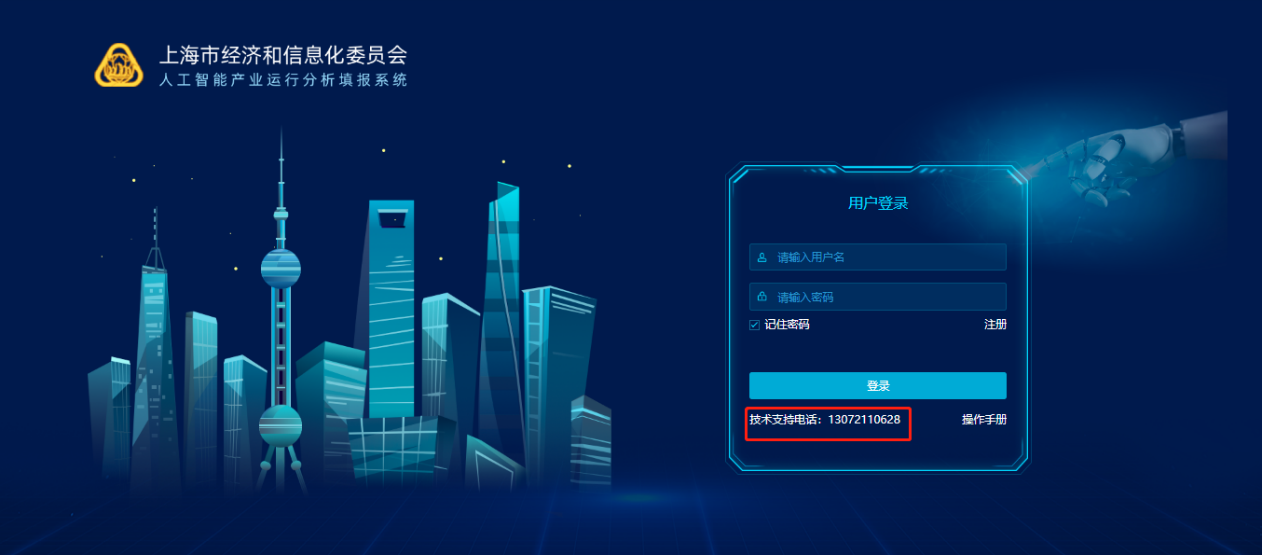 上海市经济和信息化委员会
人工智能产业运行分析填报系统
用户登录
请输入用户名
请输入密码
记住密码 注册
登录
技术支持电话：13072110628 操作手册